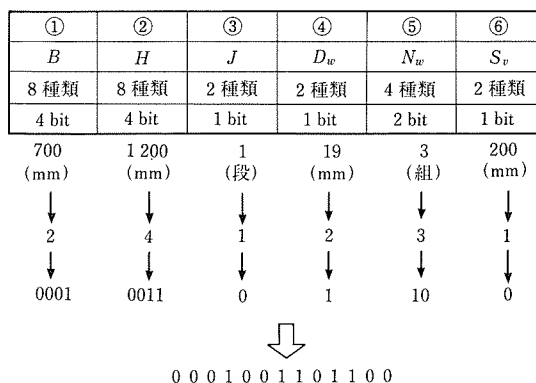 ① ② ③ ④ ⑤ ⑥
B H J D_w N_w S_v
8種類 8種類 2種類 2種類 4種類 2種類
4 bit 4 bit 1 bit 1 bit 2 bit 1 bit
700 1 200 1 19 3 200
(mm) (mm) (段) (mm) (組) (mm)
2 4 1 2 3 1
0001 0011 0 1 10 0
0 0 0 1 0 0 1 1 0 1 1 0 0